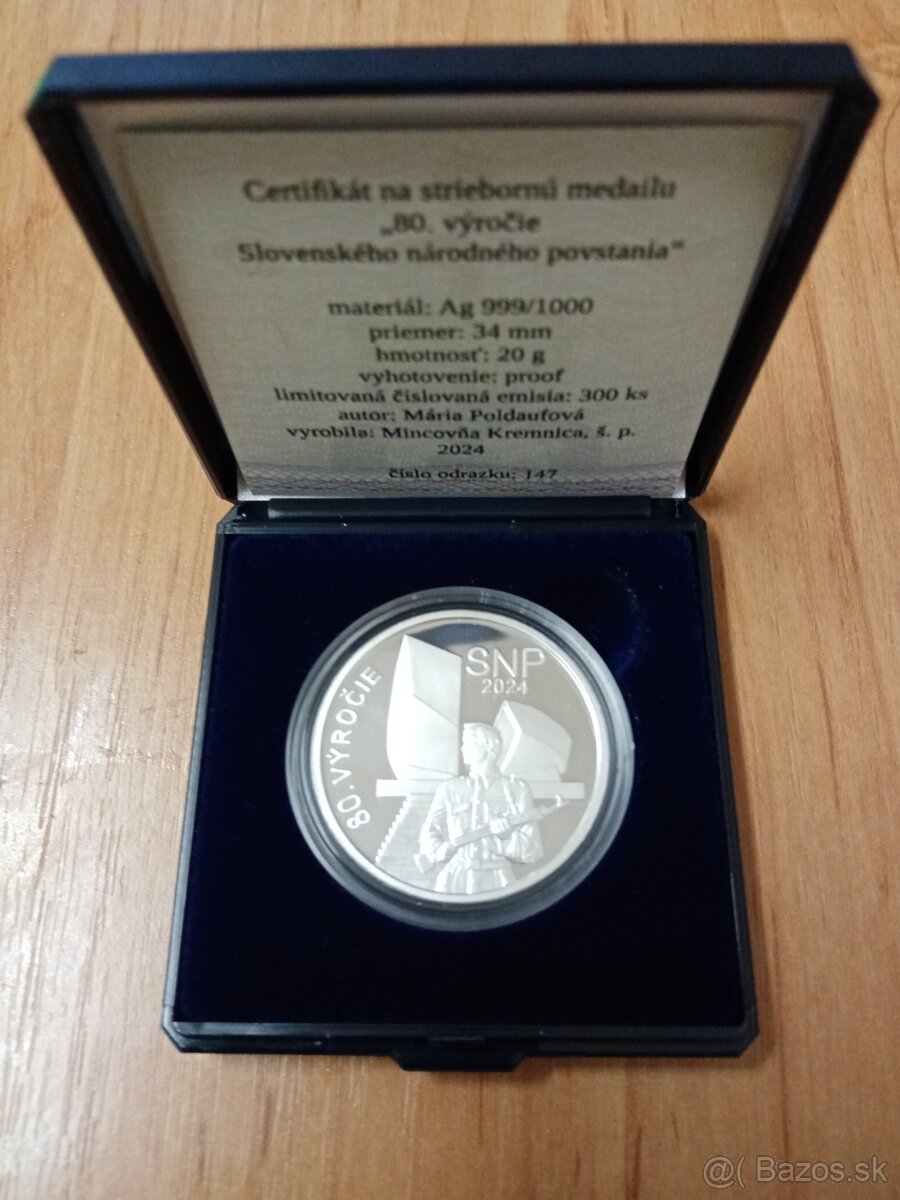 Certifikát na striebornú medailu
„80. výročie
Slovenského národného povstania"
materiál: Ag 999/1000
priemer: 34 mm
hmotnosť: 20 g
vyhotovenie: proof
limitovaná číslovaná emisia: 300 ks
autor: Mária Poldaufová
vyrobila: Mincovňa Kremnica, š. p.
2024
číslo odrazku: 147
80. VÝROČIE
SNP
2024
@( Bazos.sk